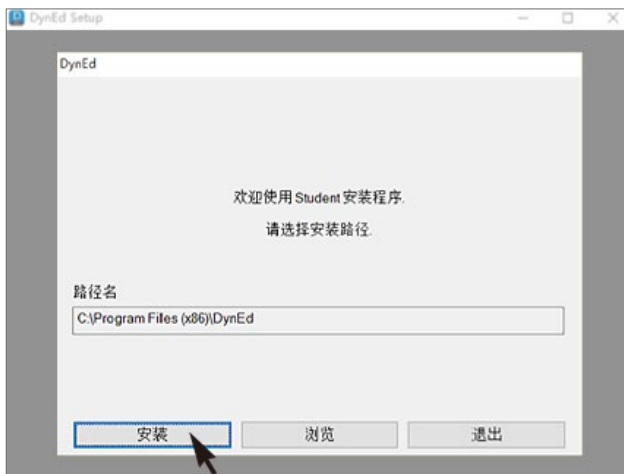 DynEd Setup
DynEd
欢迎使用 Student 安装程序.
请选择安装路径.
路径名
C:\Program Files (x86)\DynEd
安装
浏览
退出